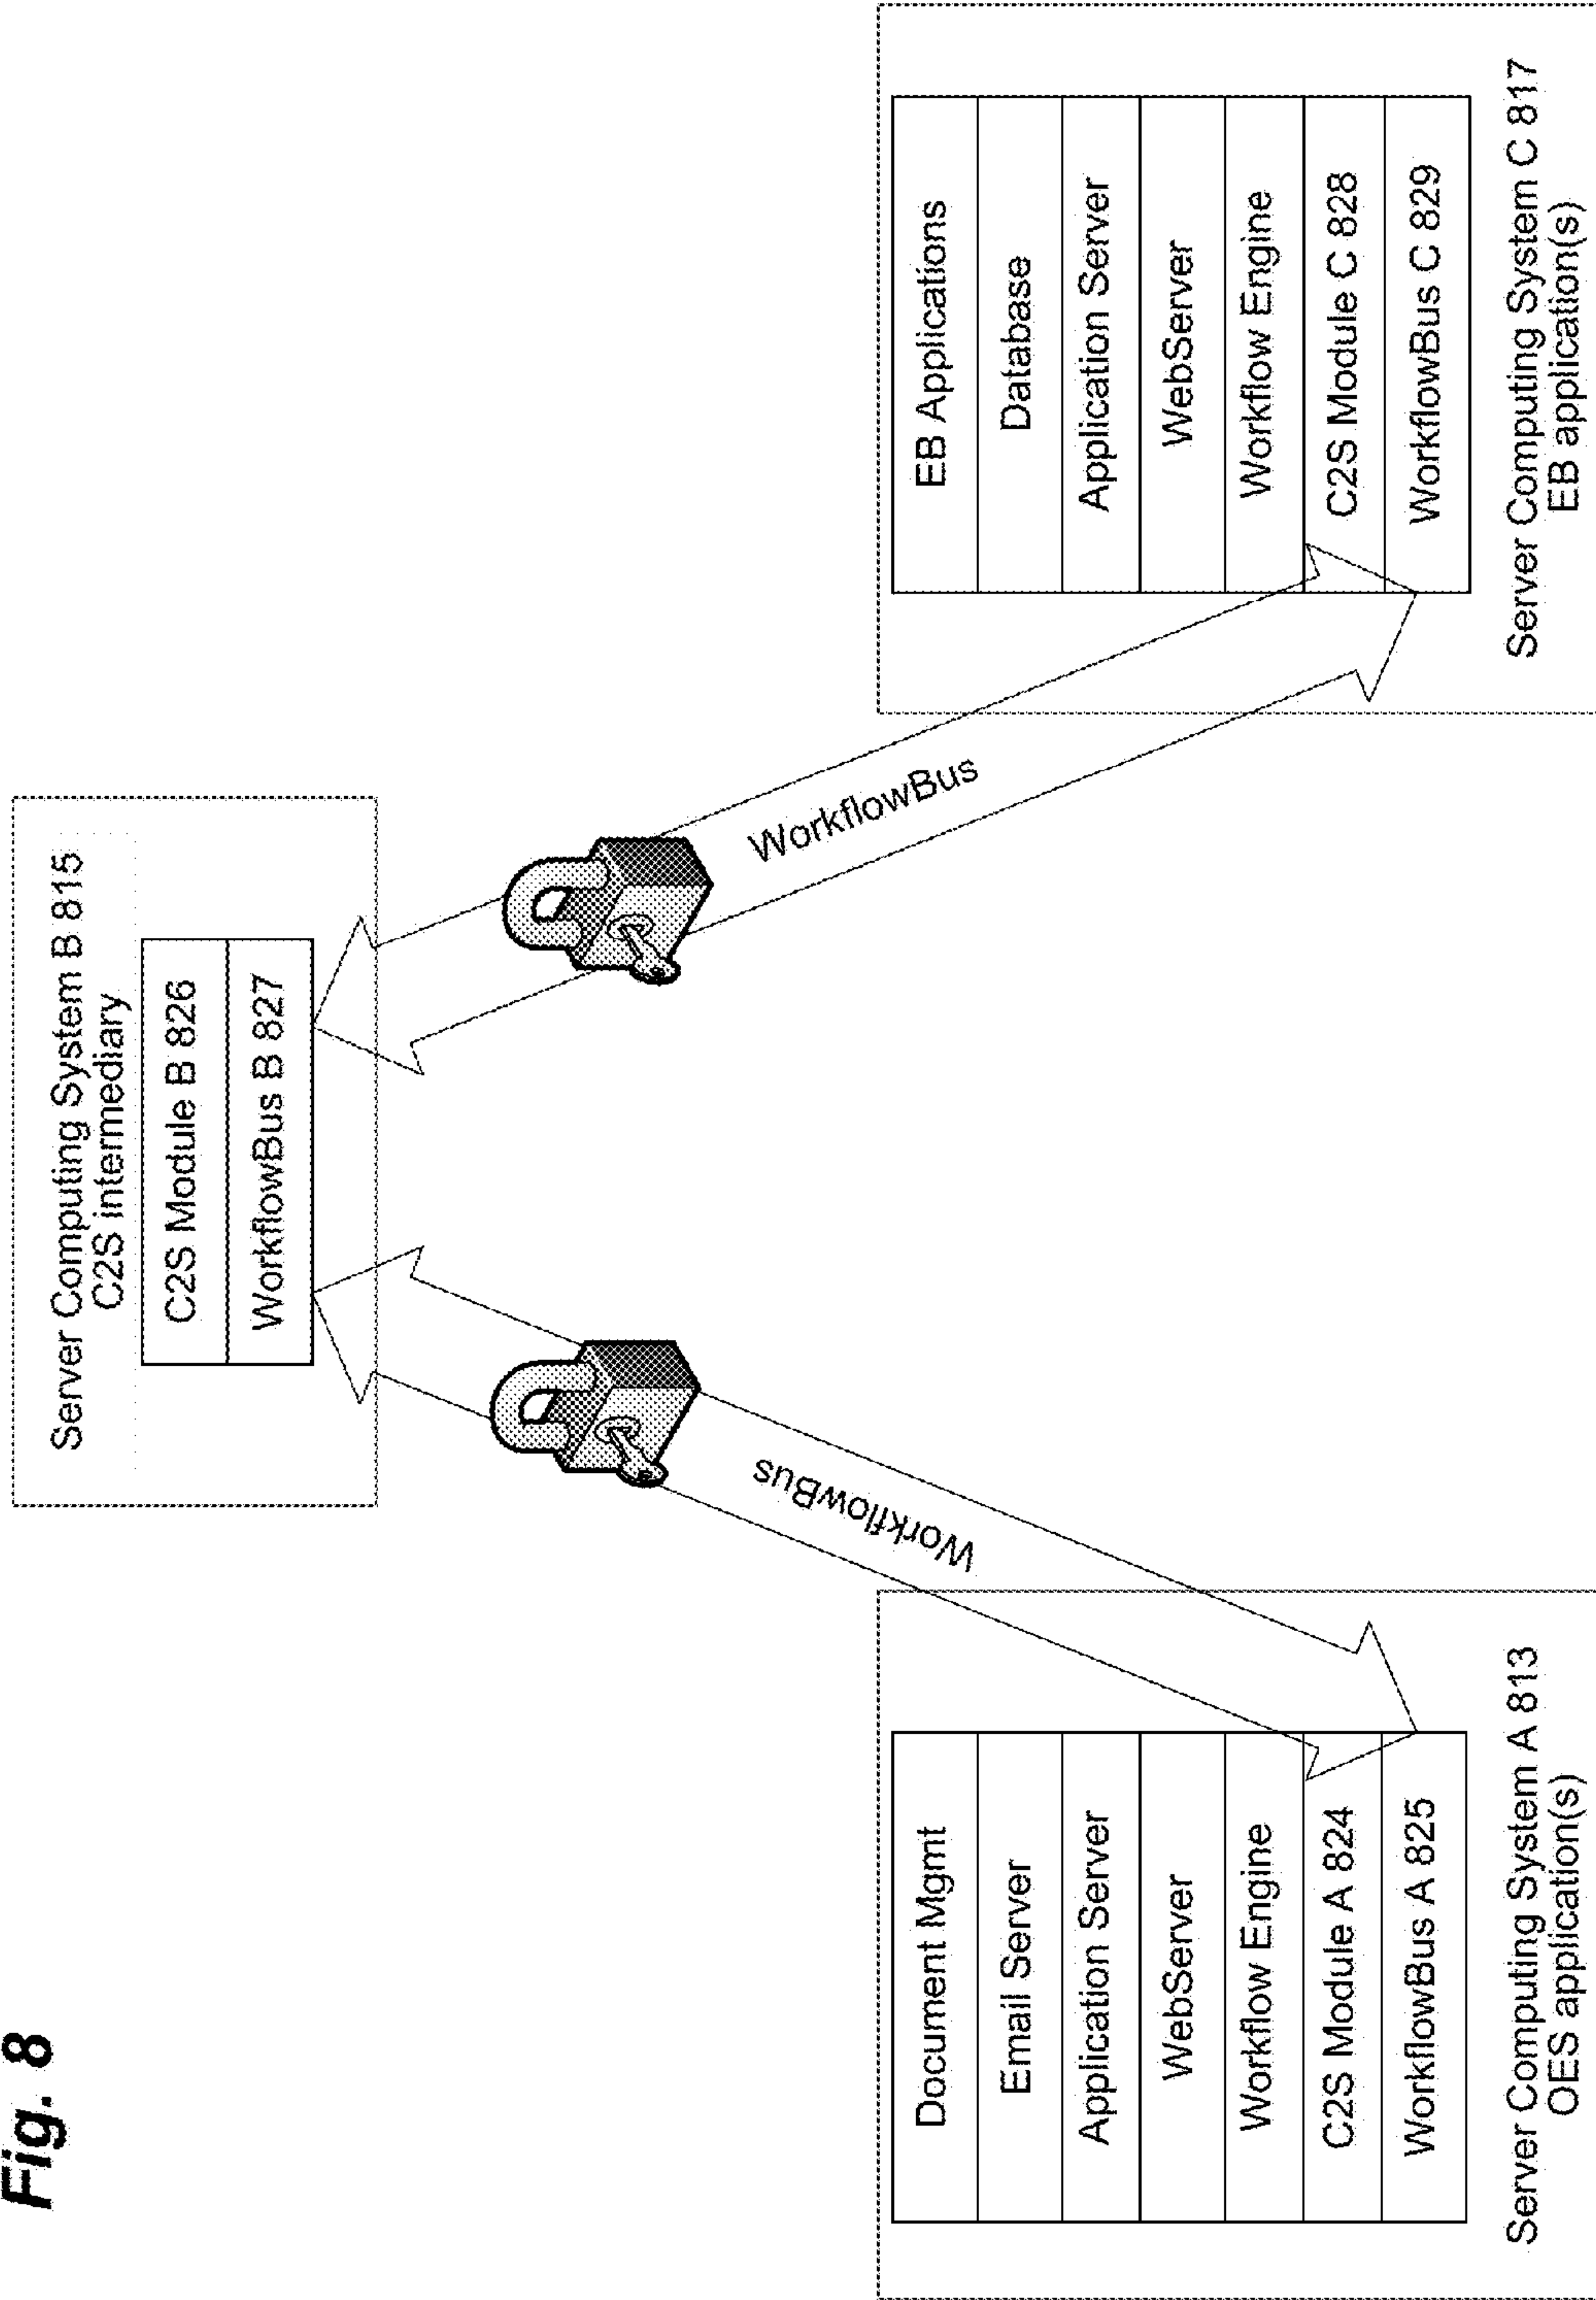 Fig. 8
Server Computing System B 815
C2S intermediary
C2S Module B 826
WorkflowBus B 827
WorkflowBus
WorkflowBus
Document Mgmt
Email Server
Application Server
WebServer
Workflow Engine
C2S Module A 824
WorkflowBus A 825
Server Computing System A 813
OES application(s)
EB Applications
Database
Application Server
WebServer
Workflow Engine
C2S Module C 828
WorkflowBus C 829
Server Computing System C 817
EB application(s)